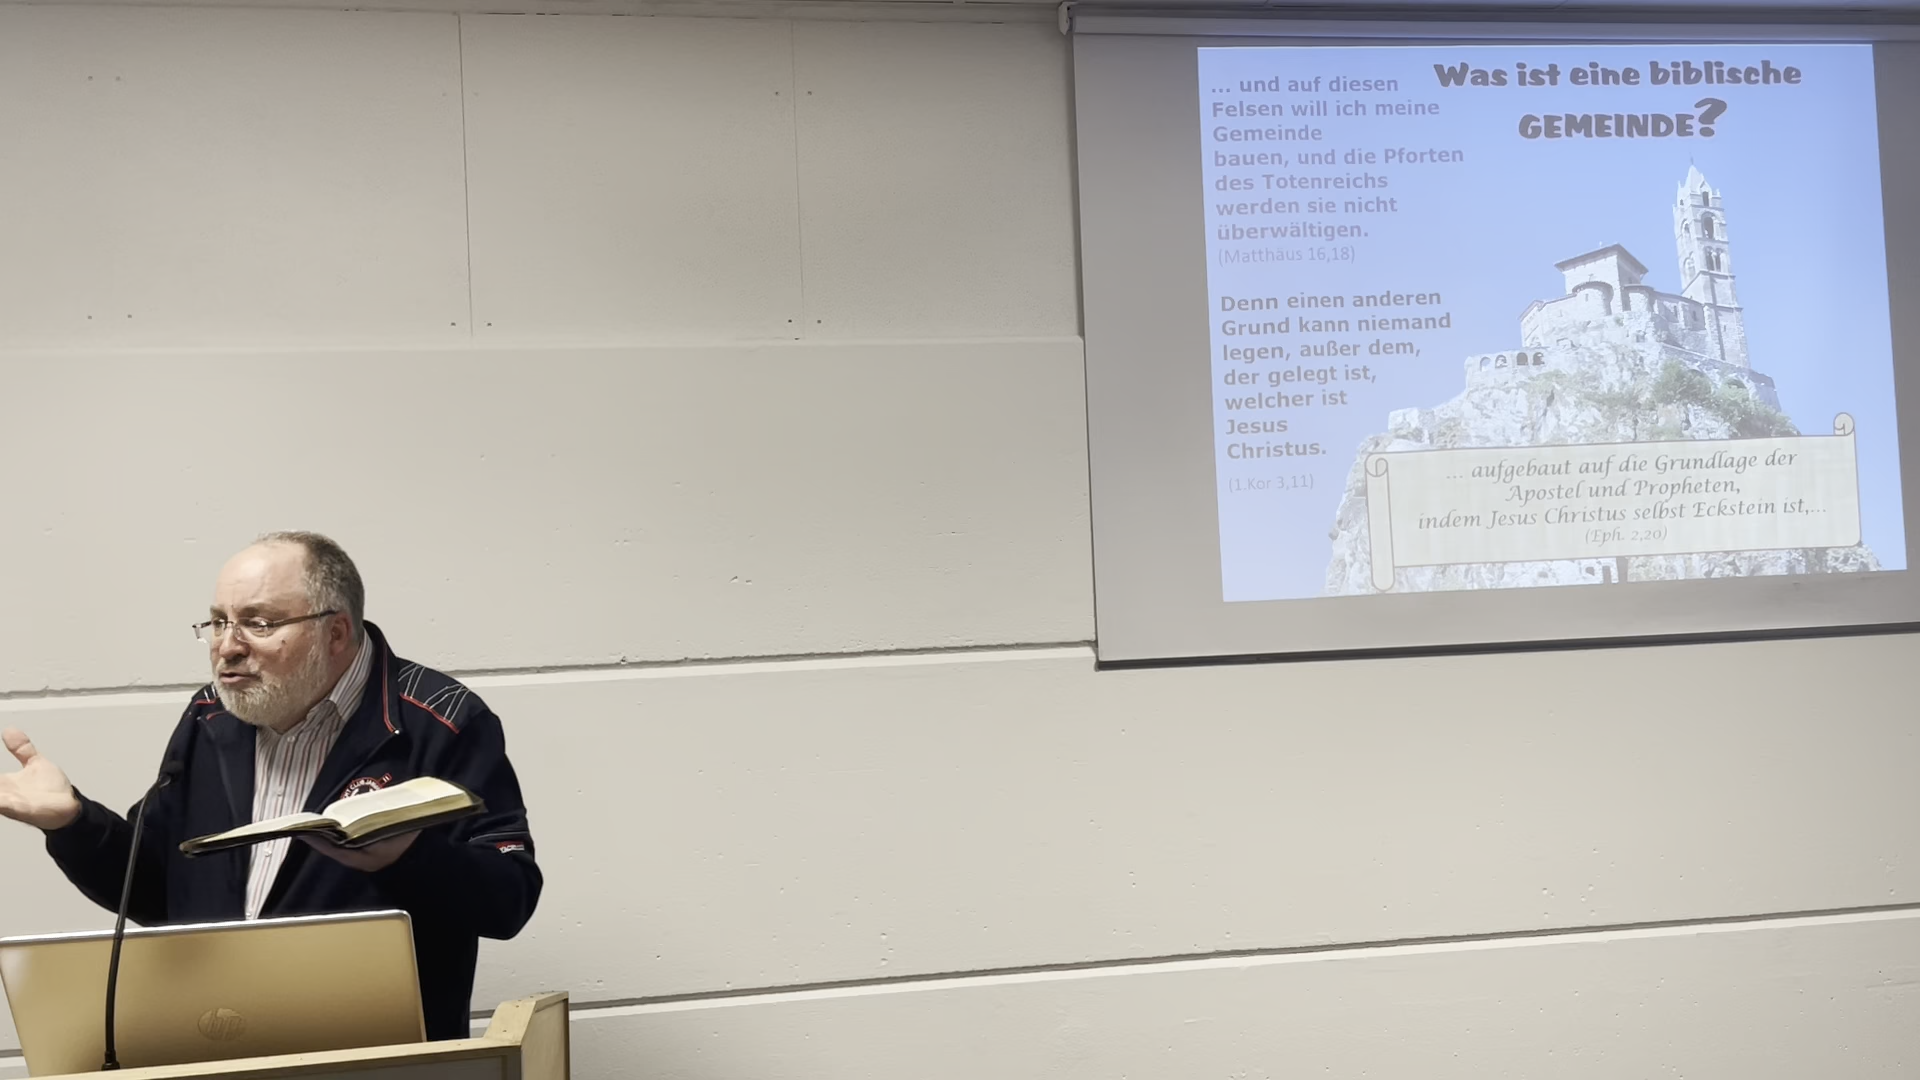 ... und auf diesen
Felsen will ich meine
Gemeinde
bauen, und die Pforten
des Totenreichs
werden sie nicht
überwältigen.
(Matthäus 16,18)
Denn einen anderen
Grund kann niemand
legen, außer dem,
der gelegt ist,
welcher ist
Jesus
Christus.
(1.Kor 3,11)
Was ist eine biblische
GEMEINDE?
... aufgebaut auf die Grundlage der
Apostel und Propheten,
indem Jesus Christus selbst Eckstein ist,...
(Eph. 2,20)
hp